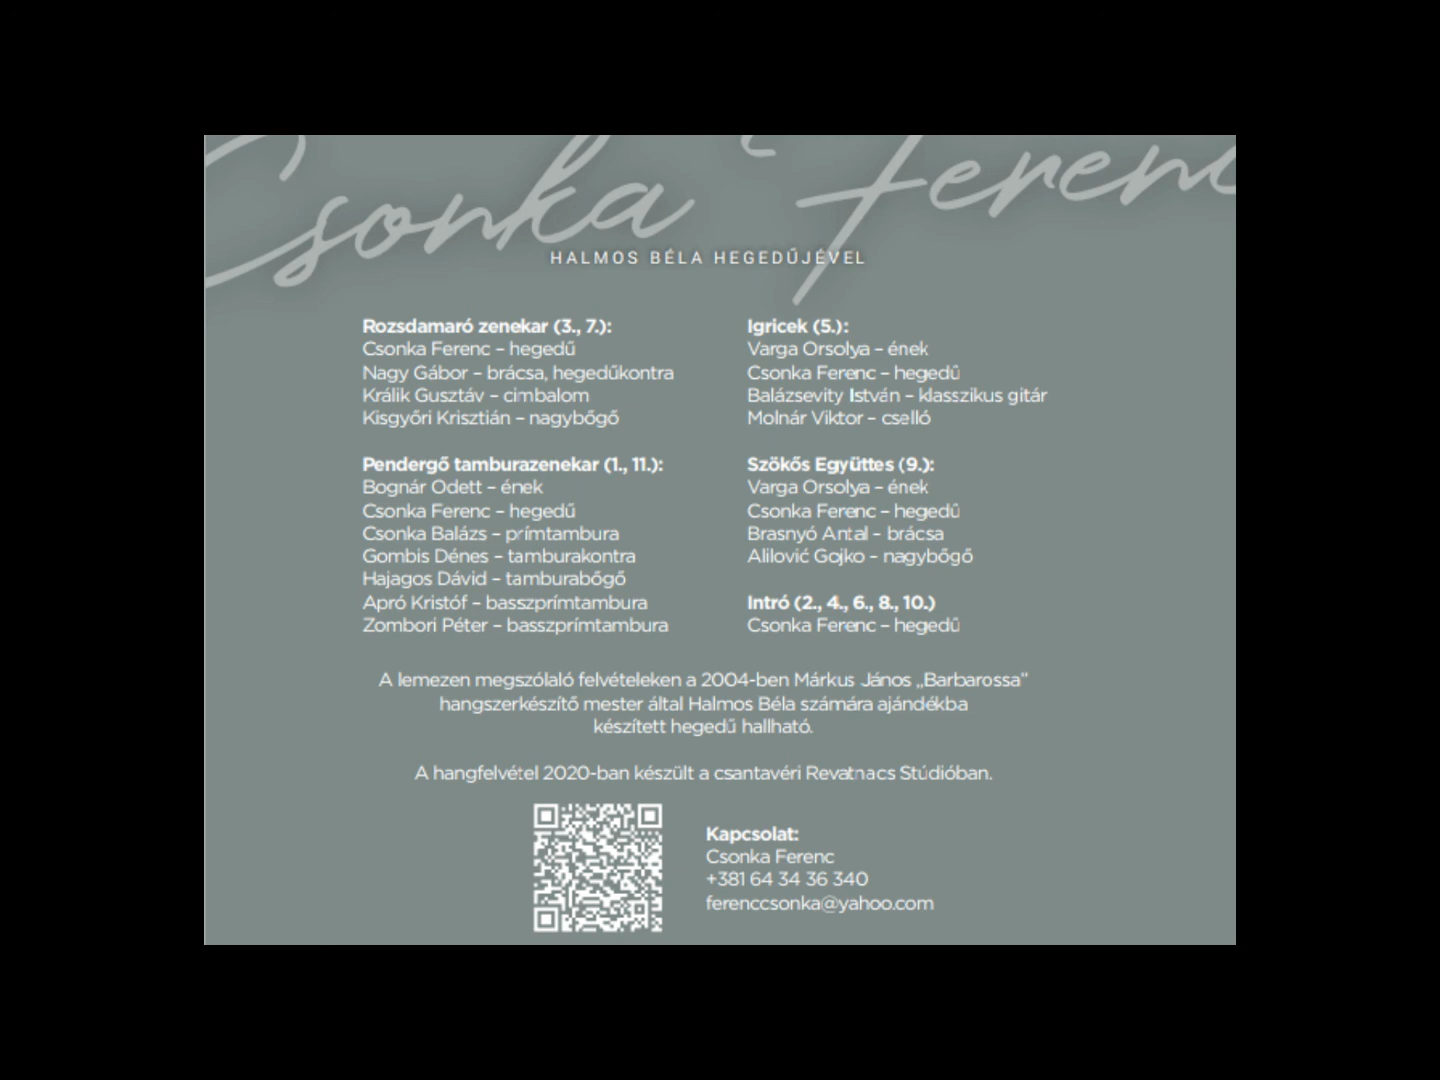 Csonka Ferenc
HALMOS BÉLA HEGEDŰJÉVEL
Rozsdamaró zenekar (3., 7.):
Csonka Ferenc – hegedű
Nagy Gábor – brácsa, hegedűkontra
Králik Gusztáv – cimbalom
Kisgyőri Krisztián – nagybőgő
Pendergő tamburazenekar (1., 11.):
Bognár Odett – ének
Csonka Ferenc – hegedű
Csonka Balázs – prímtambura
Gombis Dénes – tamburakontra
Hajagos Dávid – tamburabőgő
Apró Kristóf – basszprímtambura
Zombori Péter – basszprímtambura
Igricek (5.):
Varga Orsolya – ének
Csonka Ferenc – hegedű
Balázsevity István – klasszikus gitár
Molnár Viktor – cselló
Szökős Együttes (9.):
Varga Orsolya – ének
Csonka Ferenc – hegedű
Brasnyó Antal – brácsa
Alilović Gojko – nagybőgő
Intró (2., 4., 6., 8., 10.)
Csonka Ferenc – hegedű
A lemezen megszólaló felvételeken a 2004-ben Márkus János „Barbarossa”
hangszerkészítő mester által Halmos Béla számára ajándékba
készített hegedű hallható.
A hangfelvétel 2020-ban készült a csantavéri Revatnacs Stúdióban.
Kapcsolat:
Csonka Ferenc
+381 64 34 36 340
ferenccsonka@yahoo.com